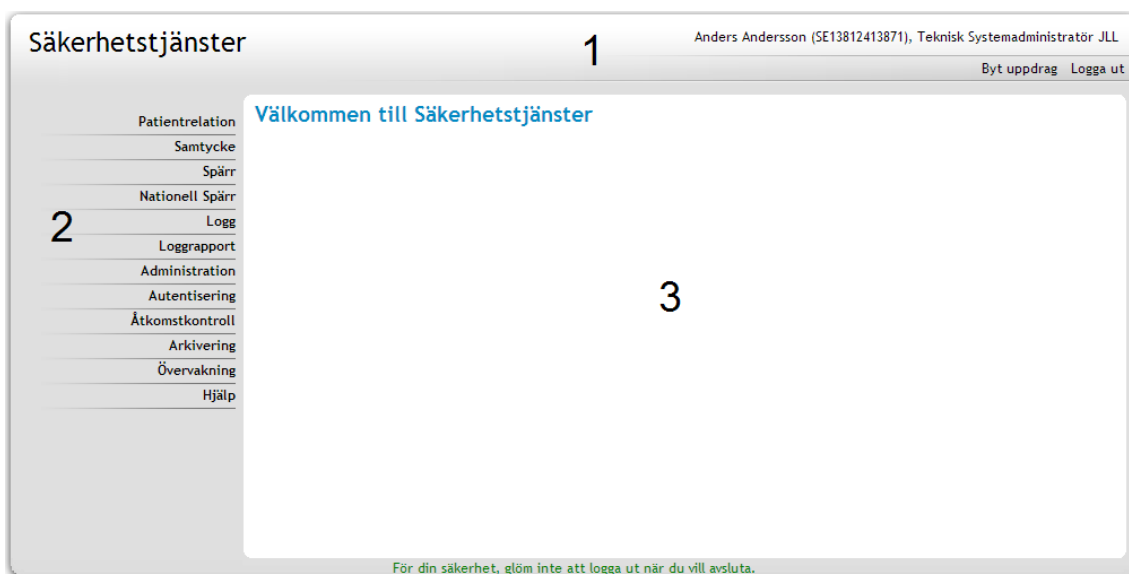 Säkerhetstjänster
1
Anders Andersson (SE13812413871), Teknisk Systemadministratör JLL
Byt uppdrag Logga ut
Patientrelation
Samtycke
Spärr
Nationell Spärr
Logg
Loggrapport
Administration
Autentisering
Åtkomstkontroll
Arkivering
Övervakning
Hjälp
2
Välkommen till Säkerhetstjänster
3
För din säkerhet, glöm inte att logga ut när du vill avsluta.